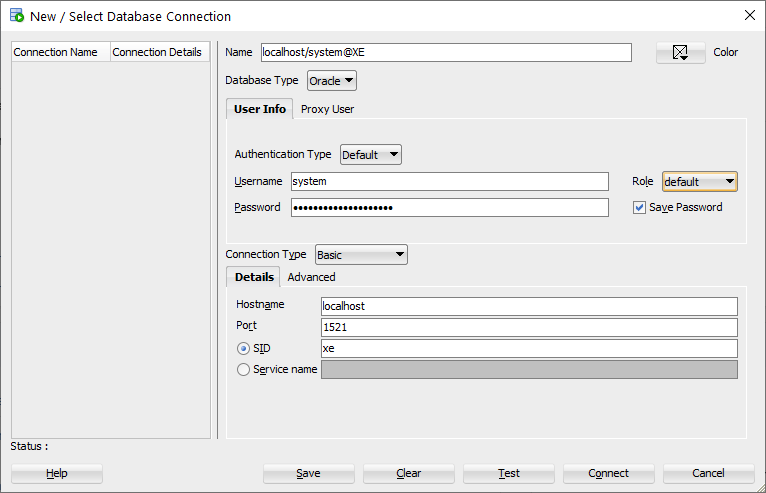 New / Select Database Connection
Connection Name Connection Details
Name localhost/system@XE Color
Database Type Oracle
User Info Proxy User
Authentication Type Default
Username system Role default
Password •••••••••••••••••••• Save Password
Connection Type Basic
Details Advanced
Hostname localhost
Port 1521
SID xe
Service name
Status :
Help Save Clear Test Connect Cancel